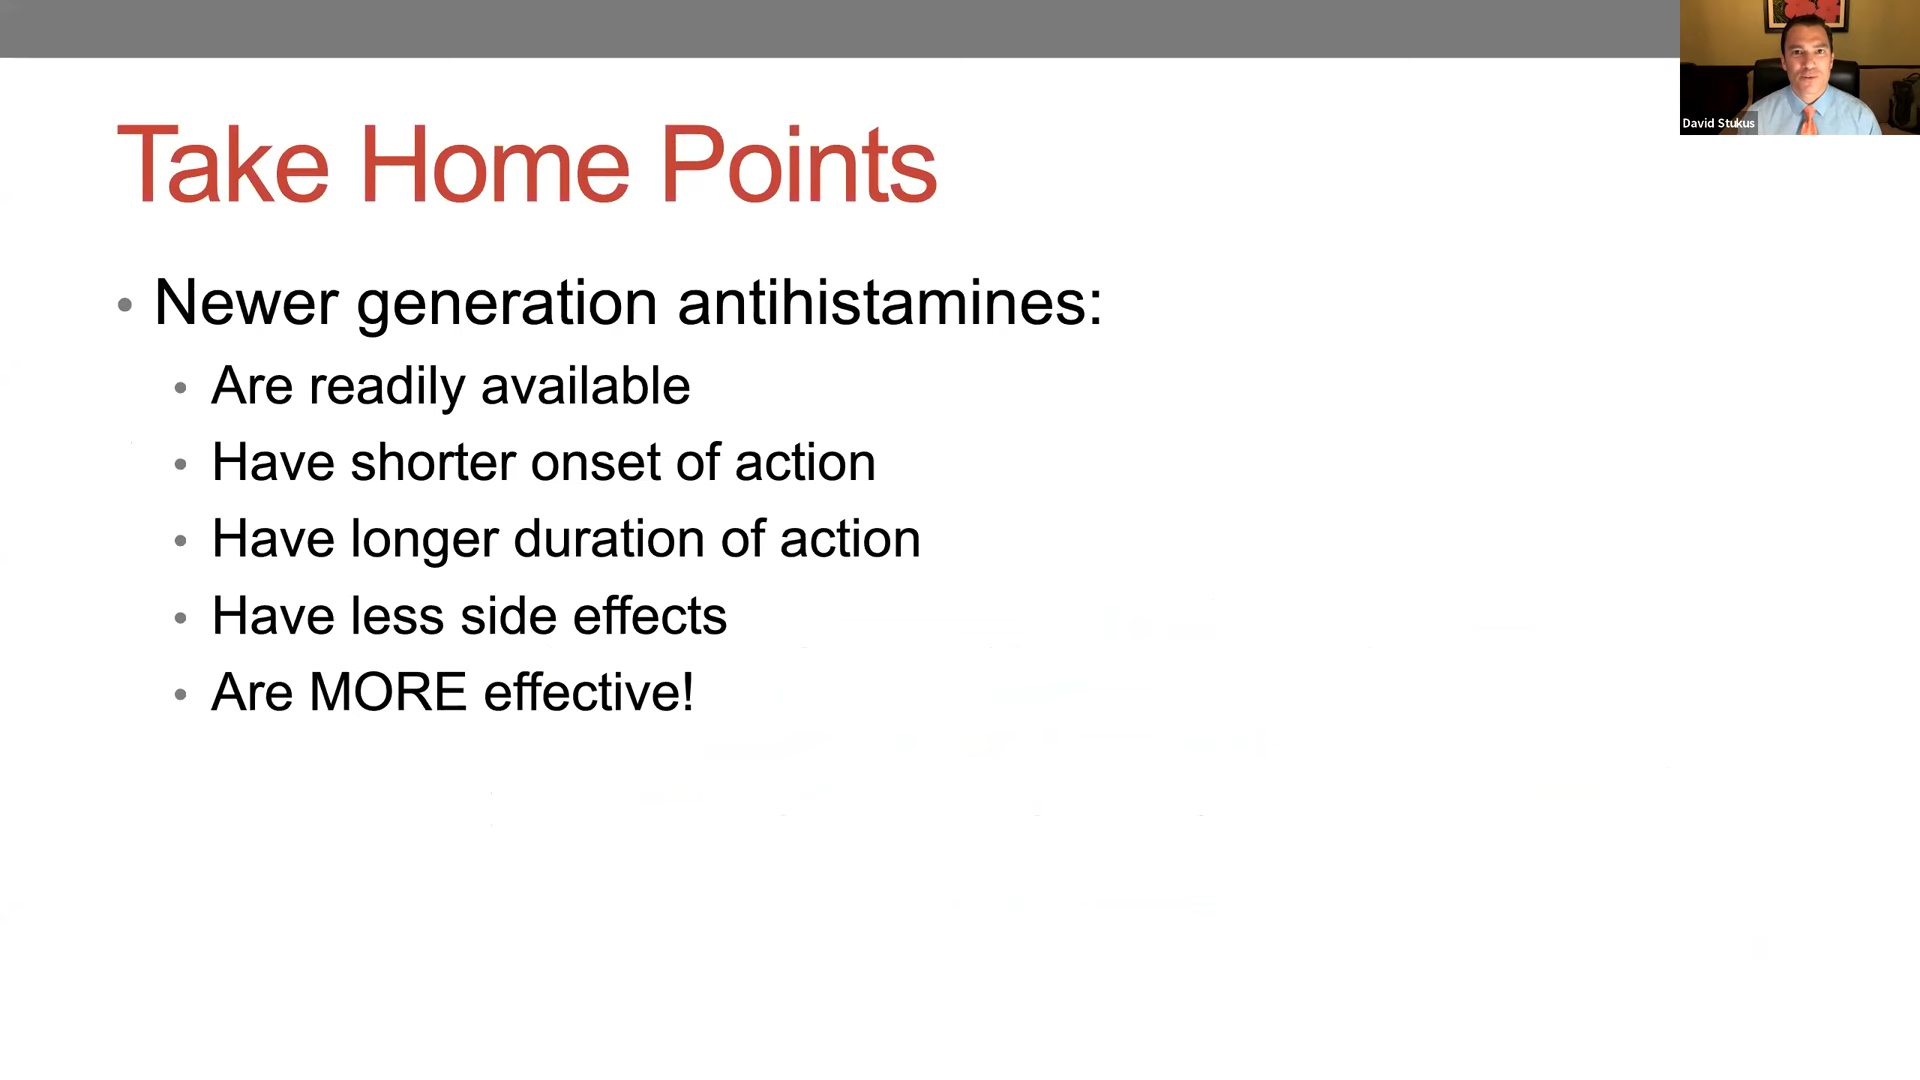 Take Home Points
• Newer generation antihistamines:
• Are readily available
• Have shorter onset of action
• Have longer duration of action
• Have less side effects
• Are MORE effective!
David Stukus